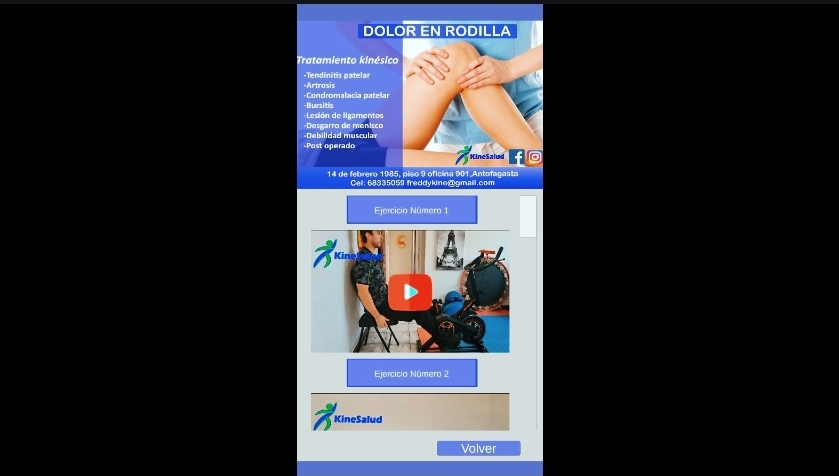 DOLOR EN RODILLA
Tratamiento kinésico
-Tendinitis patelar
-Artrosis
-Condromalacia patelar
-Bursitis
-Lesión de ligamentos
-Desgarro de menisco
-Debilidad muscular
-Post operado
KineSalud
14 de febrero 1985, piso 9 oficina 901,Antofagasta
Cel: 68335059 freddykine@gmail.com
Ejercicio Número 1
KineSalud
Ejercicio Número 2
KineSalud
Volver